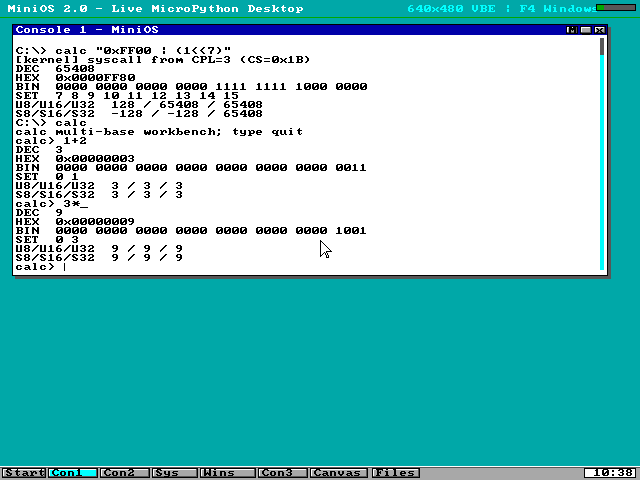 MiniOS 2.0 - Live MicroPython Desktop
640x480 VBE ¦ F4 Windows
Console 1 - MiniOS
M
C:\> calc "0xFF00 ¦ (1<<7)"
[kernel] syscall from CPL=3 (CS=0x1B)
DEC  65408
HEX  0x0000FF80
BIN  0000 0000 0000 0000 1111 1111 1000 0000
SET  7 8 9 10 11 12 13 14 15
U8/U16/U32  128 / 65408 / 65408
S8/S16/S32  -128 / -128 / 65408
C:\> calc
calc multi-base workbench; type quit
calc> 1+2
DEC  3
HEX  0x00000003
BIN  0000 0000 0000 0000 0000 0000 0000 0011
SET  0 1
U8/U16/U32  3 / 3 / 3
S8/S16/S32  3 / 3 / 3
calc> 3*_
DEC  9
HEX  0x00000009
BIN  0000 0000 0000 0000 0000 0000 0000 1001
SET  0 3
U8/U16/U32  9 / 9 / 9
S8/S16/S32  9 / 9 / 9
calc> |
Start Con1 Con2 Sys Wins Con3 Canvas Files 10:38